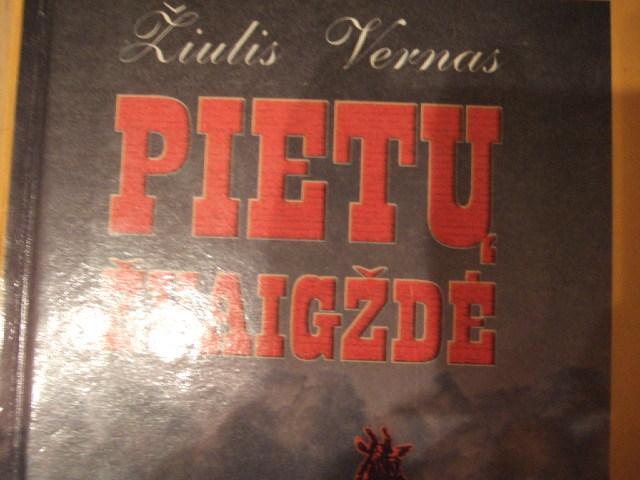 Žiulis Vernas
PIETŲ
ŽVAIGŽDĖ